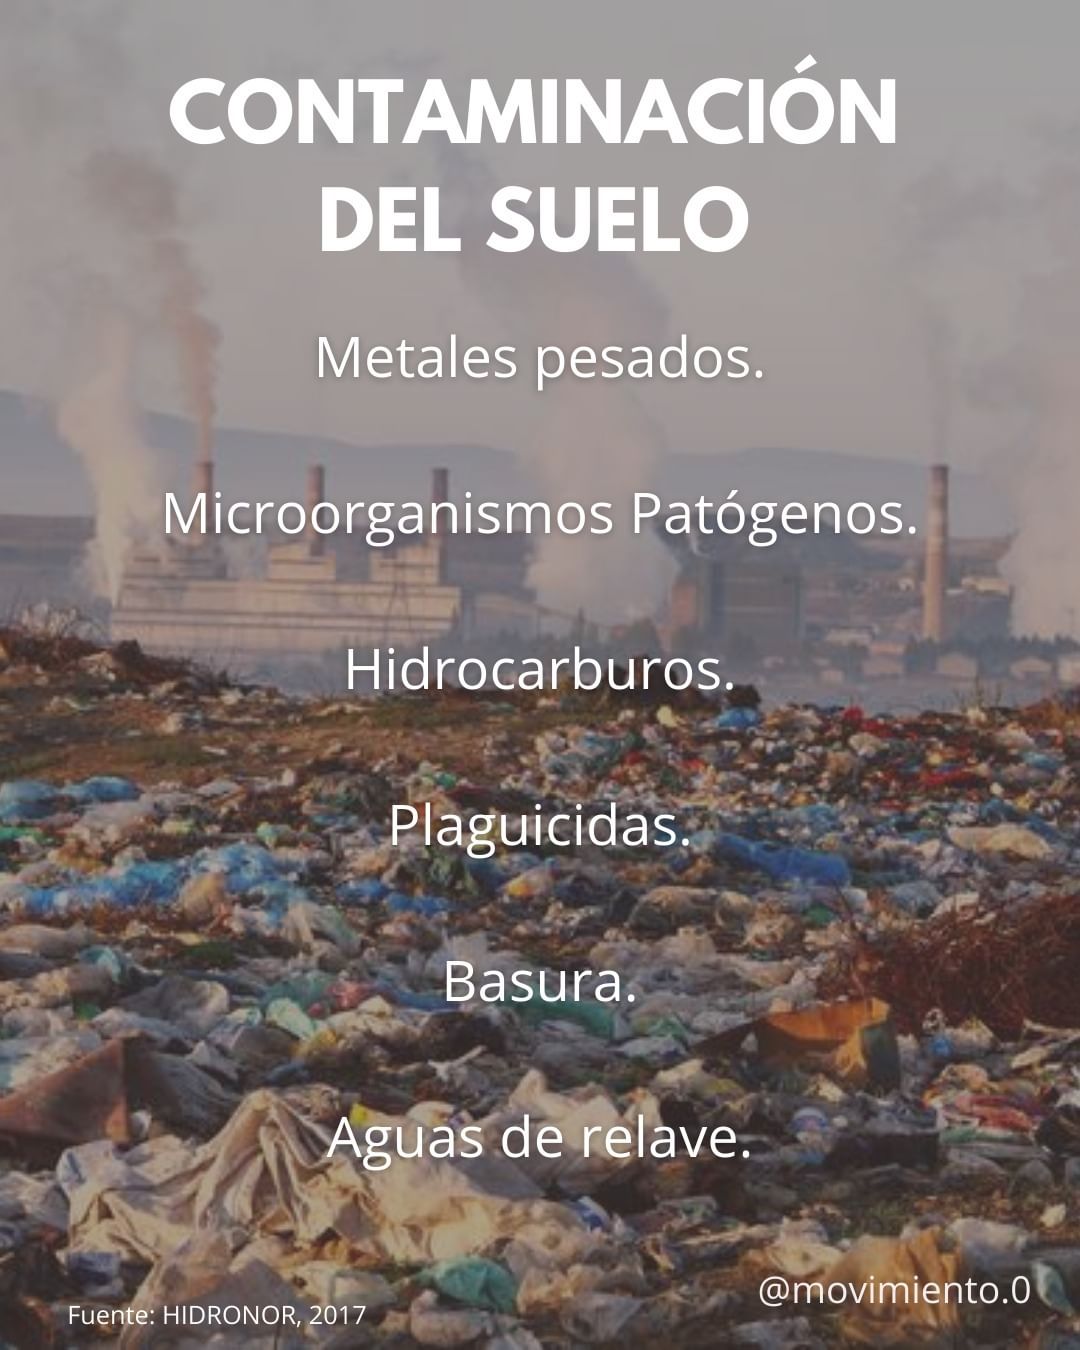 CONTAMINACIÓN
DEL SUELO
Metales pesados.
Microorganismos Patógenos.
Hidrocarburos.
Plaguicidas.
Basura.
Aguas de relave.
@movimiento.0
Fuente: HIDRONOR, 2017